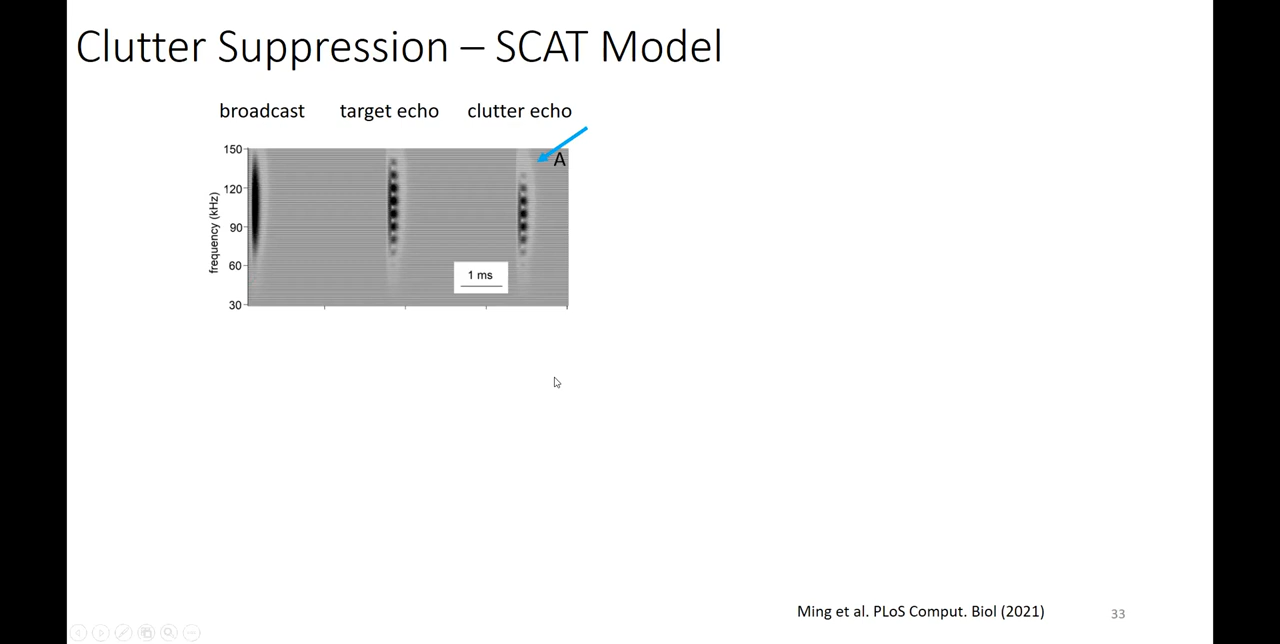 Clutter Suppression – SCAT Model
broadcast target echo clutter echo
A
150
120
90
60
30
frequency (kHz)
1 ms
Ming et al. PLoS Comput. Biol (2021)
33